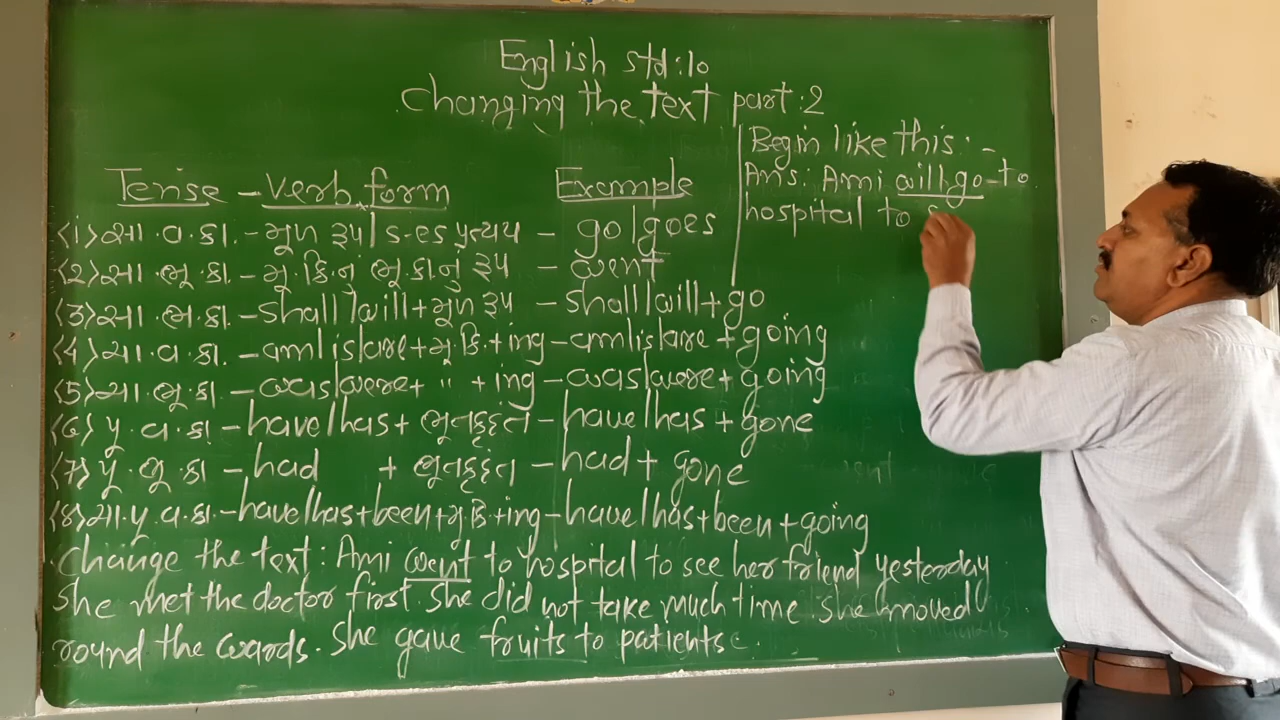 English std:10
Changing the Text part:2
Tense - Verb form Example
<1> સા.વ.કા. - મૂળ રૂપ/s-es પ્રત્યય - go/goes
<2> સા.ભૂ.કા - મૂ.ક્રિ.નું ભૂ.કા.નું રૂપ - went
<3> સા.ભ.કા. - shall/will+મૂળ રૂપ - shall/will+go
<4> ચા.વ.કા. - am/is/are+મૂ.ક્રિ.+ing - am/is/are+going
<5> ચા.ભૂ.કા - was/were+ " +ing - was/were+going
<6> પૂ.વ.કા - have/has+ ભૂતકૃદંત - have/has+gone
<7> પૂ.ભૂ.કા - had + ભૂતકૃદંત - had+gone
<8> ચા.પૂ.વ.કા. - have/has+been+મૂ.ક્રિ+ing - have/has+been+going
Change the text: Ami went to hospital to see her friend yesterday
She met the doctor first. She did not take much time. She moved
round the wards. She gave fruits to patients.
Begin like this:-
Ans: Ami will go to
hospital to s